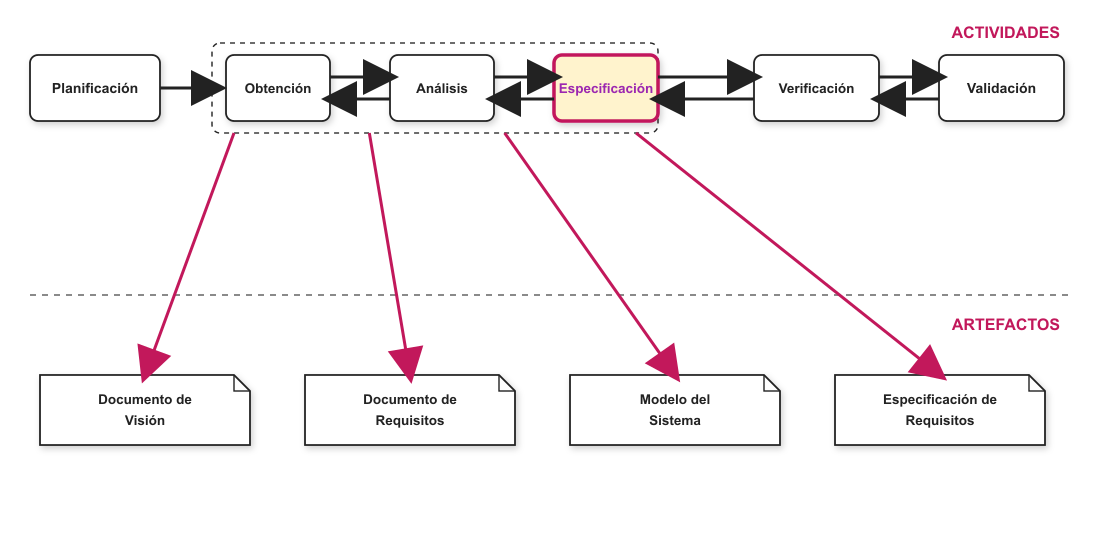 ACTIVIDADES
Planificación
Obtención
Análisis
Especificación
Verificación
Validación
ARTEFACTOS
Documento de
Visión
Documento de
Requisitos
Modelo del
Sistema
Especificación de
Requisitos